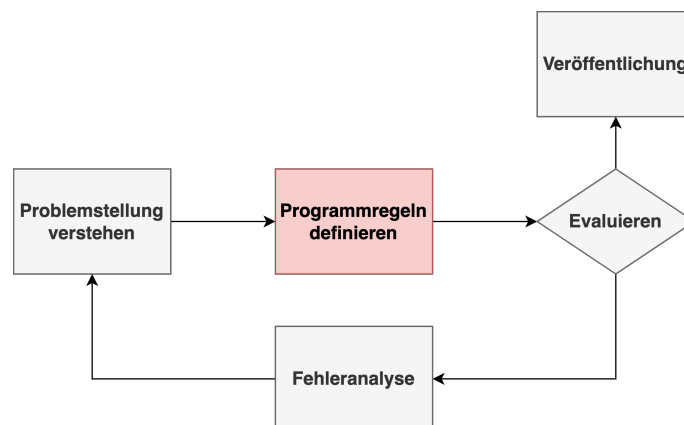 Veröffentlichung
Problemstellung
verstehen
Programmregeln
definieren
Evaluieren
Fehleranalyse